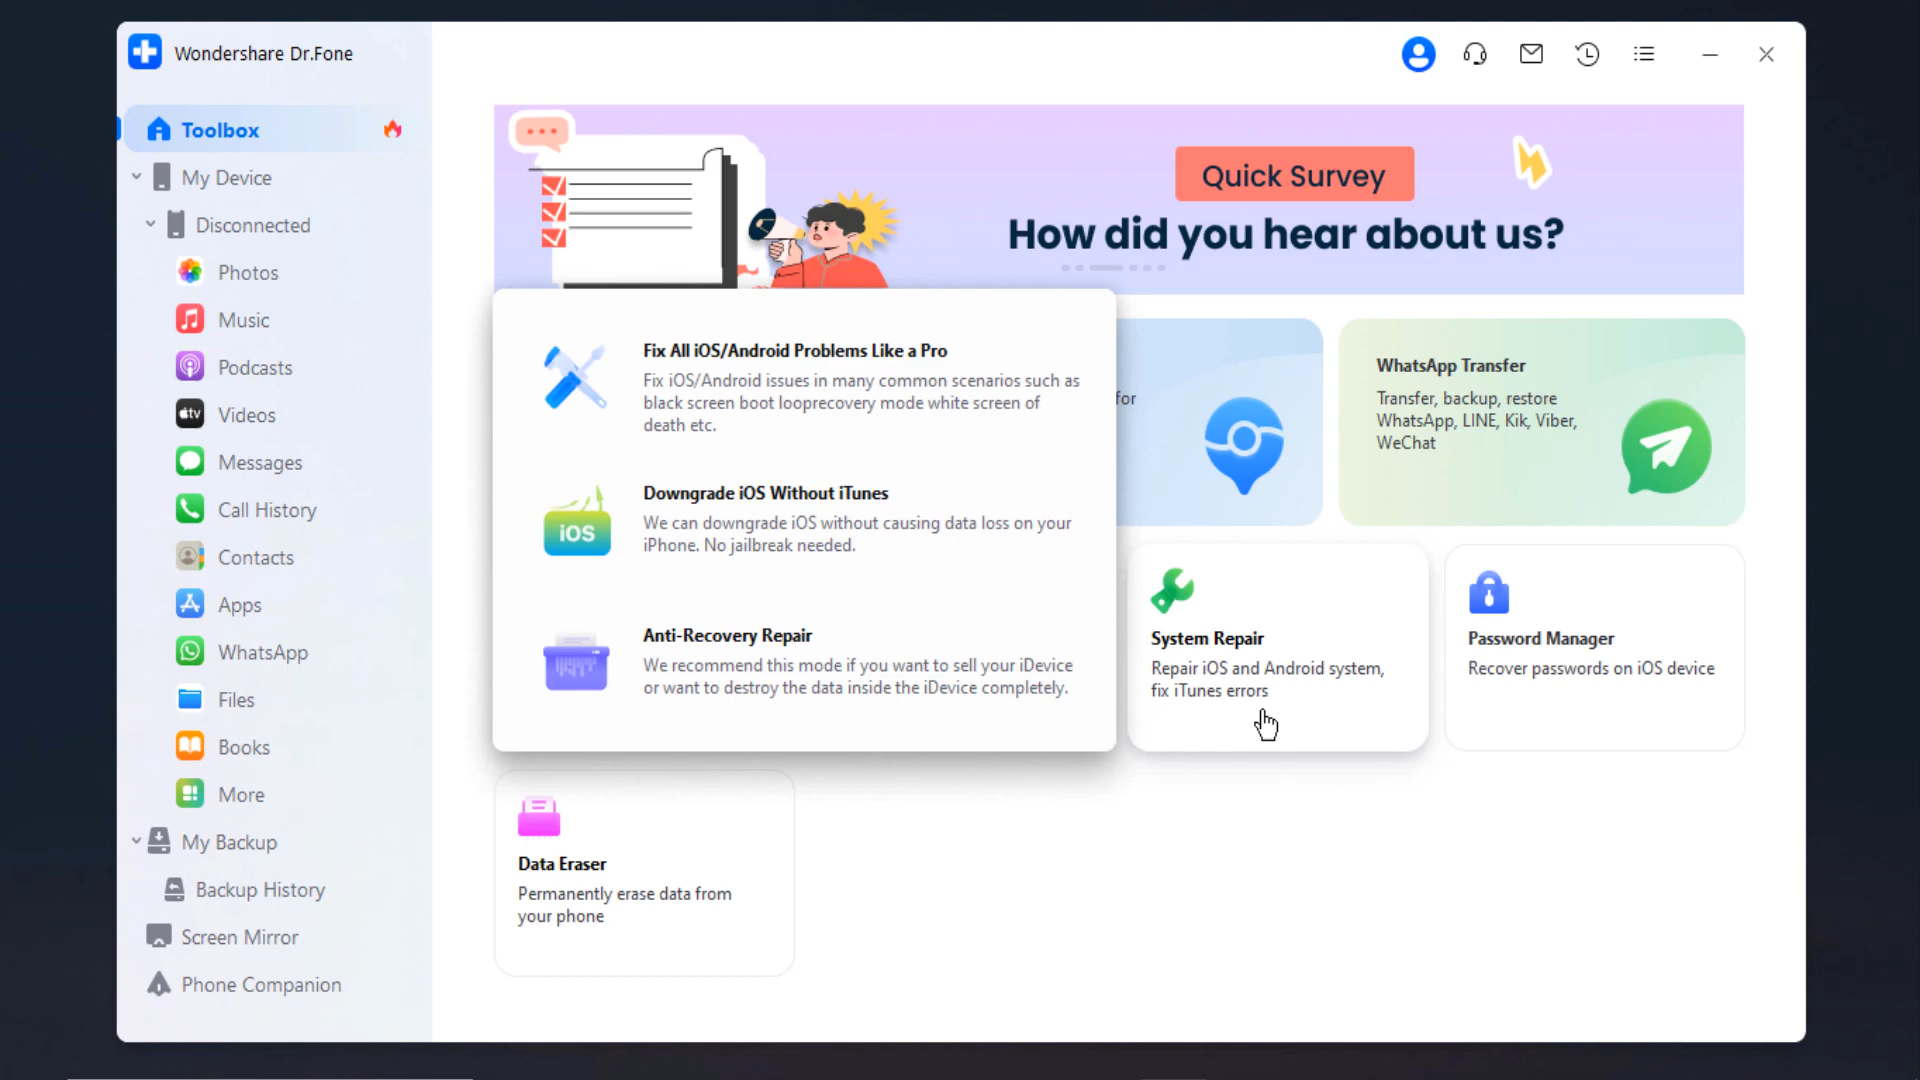 Wondershare Dr.Fone
Toolbox
My Device
Disconnected
Photos
Music
Podcasts
tv
Videos
Messages
Call History
Contacts
Apps
WhatsApp
Files
Books
More
My Backup
Backup History
Screen Mirror
Phone Companion
Quick Survey
How did you hear about us?
Fix All iOS/Android Problems Like a Pro
Fix iOS/Android issues in many common scenarios such as
black screen boot looprecovery mode white screen of
death etc.
iOS
Downgrade iOS Without iTunes
We can downgrade iOS without causing data loss on your
iPhone. No jailbreak needed.
Anti-Recovery Repair
We recommend this mode if you want to sell your iDevice
or want to destroy the data inside the iDevice completely.
for
WhatsApp Transfer
Transfer, backup, restore
WhatsApp, LINE, Kik, Viber,
WeChat
System Repair
Repair iOS and Android system,
fix iTunes errors
Password Manager
Recover passwords on iOS device
Data Eraser
Permanently erase data from
your phone